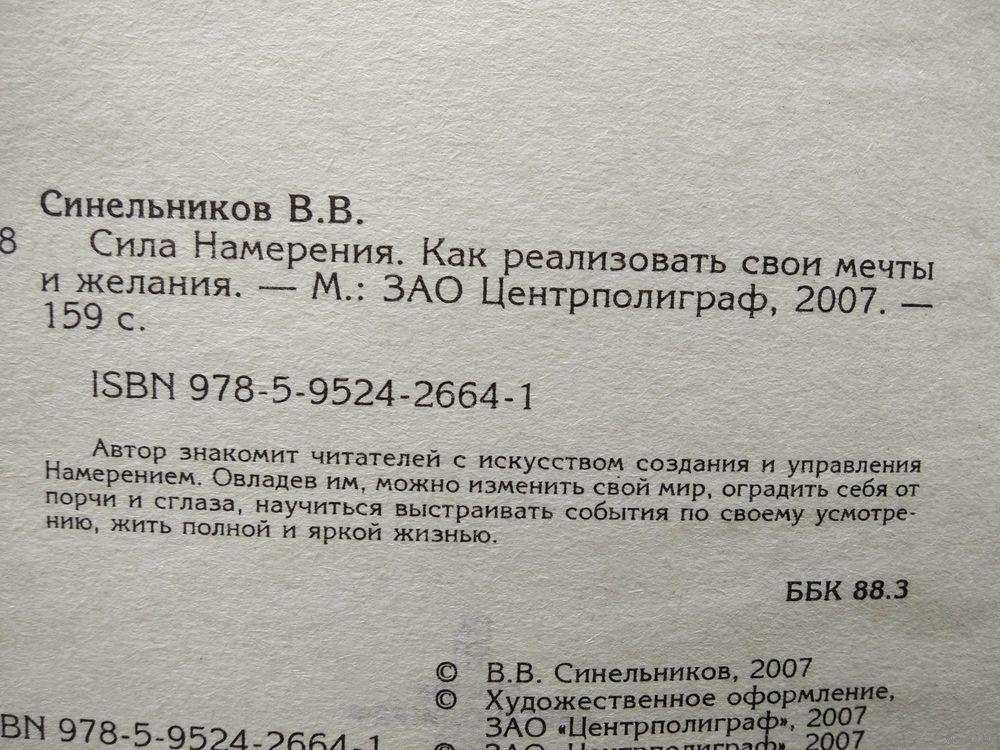 Синельников В.В.
8 Сила Намерения. Как реализовать свои мечты
и желания. — М.: ЗАО Центрполиграф, 2007. —
159 с.
ISBN 978-5-9524-2664-1
Автор знакомит читателей с искусством создания и управления
Намерением. Овладев им, можно изменить свой мир, оградить себя от
порчи и сглаза, научиться выстраивать события по своему усмотре-
нию, жить полной и яркой жизнью.
ББК 88.3
© В.В. Синельников, 2007
© Художественное оформление,
ЗАО «Центрполиграф», 2007
BN 978-5-9524-2664-1
© ЗАО «Центрполиграф», 2007